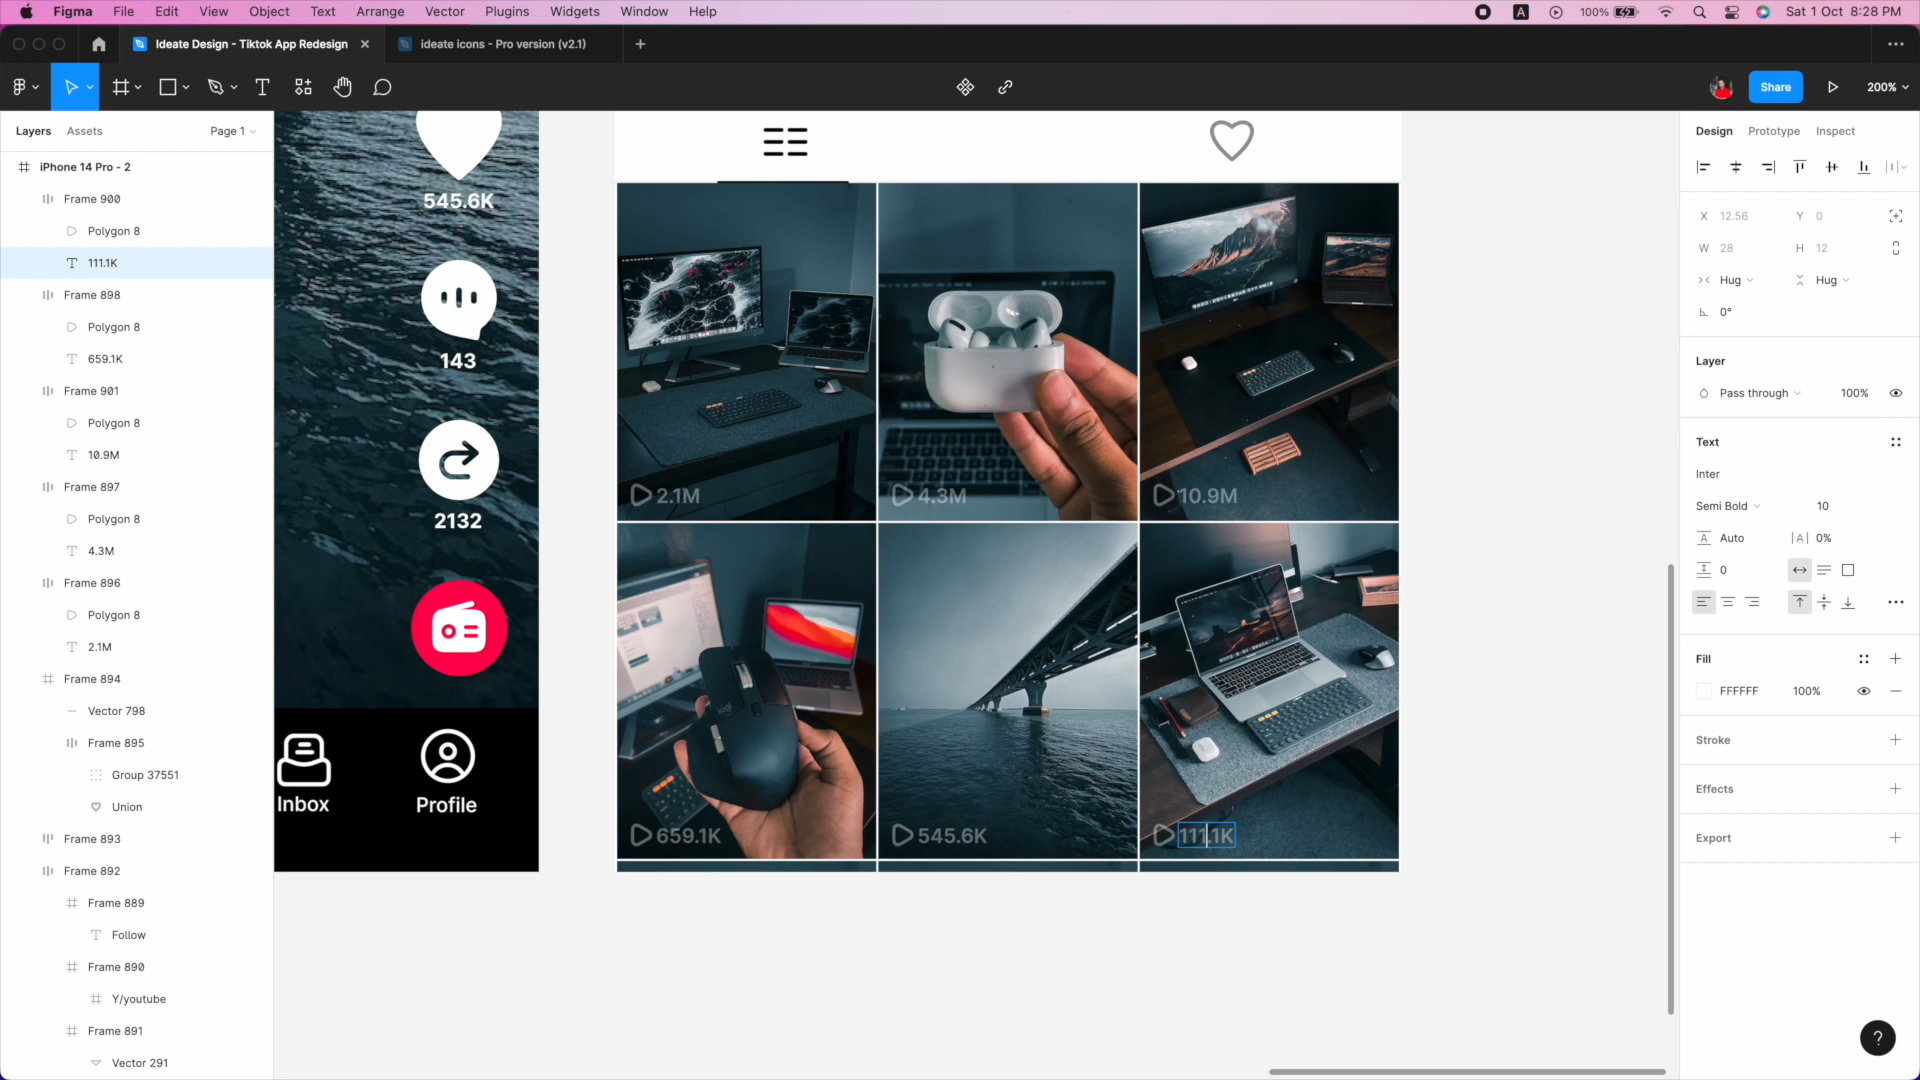 Figma File Edit View Object Text Arrange Vector Plugins Widgets Window Help
A 100% Sat 1 Oct 8:28 PM
Ideate Design - Tiktok App Redesign
ideate icons - Pro version (v2.1)
Share
200%
Layers Assets Page 1
iPhone 14 Pro - 2
Frame 900
Polygon 8
111.1K
Frame 898
Polygon 8
659.1K
Frame 901
Polygon 8
10.9M
Frame 897
Polygon 8
4.3M
Frame 896
Polygon 8
2.1M
Frame 894
Vector 798
Frame 895
Group 37551
Union
Frame 893
Frame 892
Frame 889
Follow
Frame 890
Y/youtube
Frame 891
Vector 291
545.6K
143
2132
Inbox Profile
2.1M 4.3M 10.9M
659.1K 545.6K 111.1K
Design Prototype Inspect
X 12.56 Y 0
W 28 H 12
Hug Hug
0°
Layer
Pass through 100%
Text
Inter
Semi Bold 10
A Auto |A| 0%
0
Fill
FFFFFF 100%
Stroke
Effects
Export
?